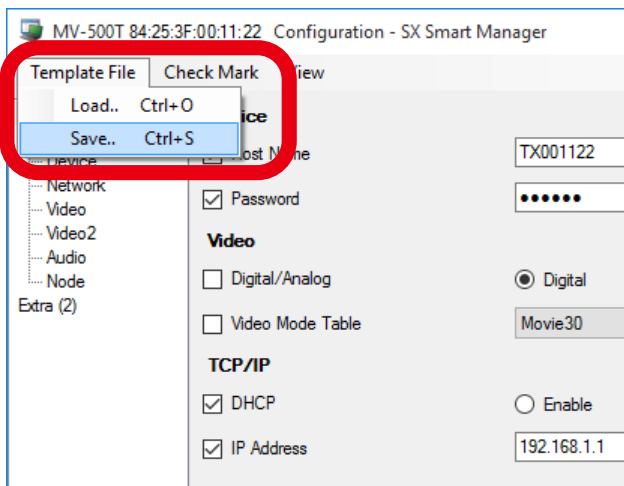 MV-500T 84:25:3F:00:11:22 Configuration - SX Smart Manager
Template File Check Mark View
Load.. Ctrl+O
Save.. Ctrl+S
Device
Network
Video
Video2
Audio
Node
Extra (2)
Device
Host Name TX001122
Password ••••••
Video
Digital/Analog Digital
Video Mode Table Movie30
TCP/IP
DHCP Enable
IP Address 192.168.1.1